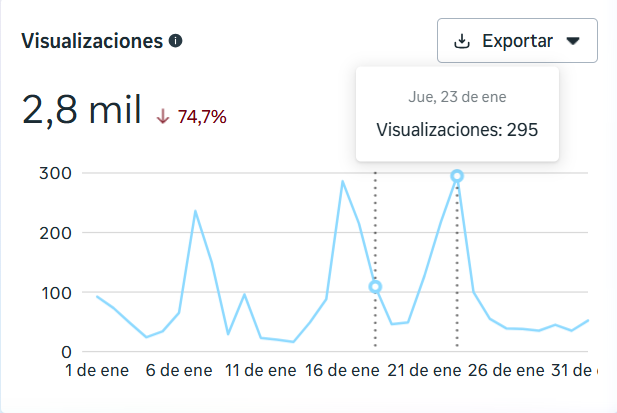 Visualizaciones
Exportar
2,8 mil ↓ 74,7%
Jue, 23 de ene
Visualizaciones: 295
300
200
100
0
1 de ene 6 de ene 11 de ene 16 de ene 21 de ene 26 de ene 31 de